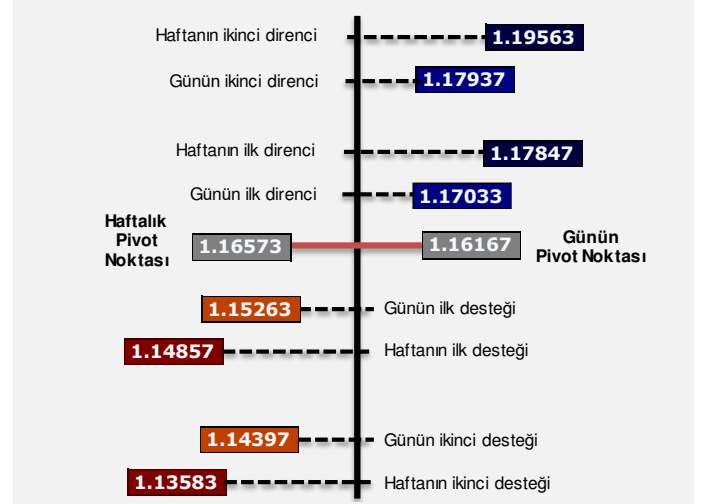 Haftanın ikinci direnci
1.19563
Günün ikinci direnci
1.17937
Haftanın ilk direnci
1.17847
Günün ilk direnci
1.17033
Haftalık
Pivot
Noktası
1.16573
1.16167
Günün
Pivot Noktası
1.15263
Günün ilk desteği
1.14857
Haftanın ilk desteği
1.14397
Günün ikinci desteği
1.13583
Haftanın ikinci desteği